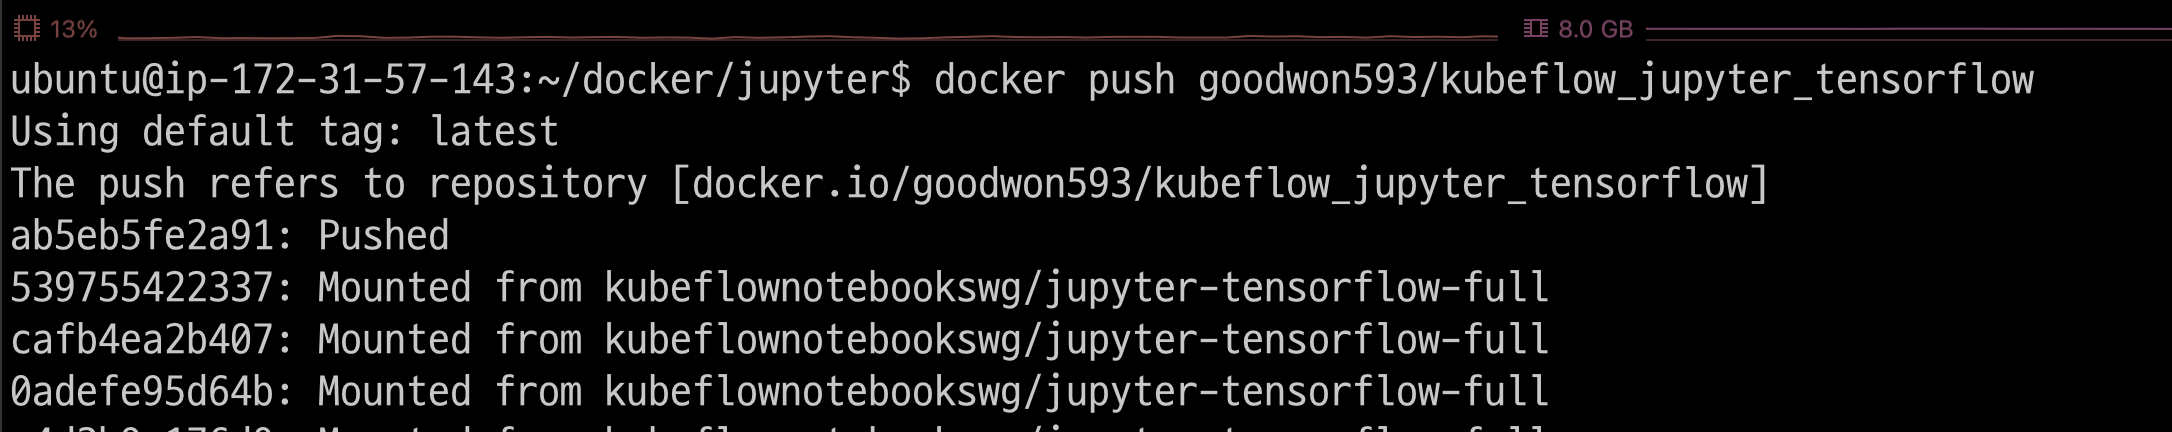 13%
8.0 GB
ubuntu@ip-172-31-57-143:~/docker/jupyter$ docker push goodwon593/kubeflow_jupyter_tensorflow
Using default tag: latest
The push refers to repository [docker.io/goodwon593/kubeflow_jupyter_tensorflow]
ab5eb5fe2a91: Pushed
539755422337: Mounted from kubeflownotebookswg/jupyter-tensorflow-full
cafb4ea2b407: Mounted from kubeflownotebookswg/jupyter-tensorflow-full
0adefe95d64b: Mounted from kubeflownotebookswg/jupyter-tensorflow-full